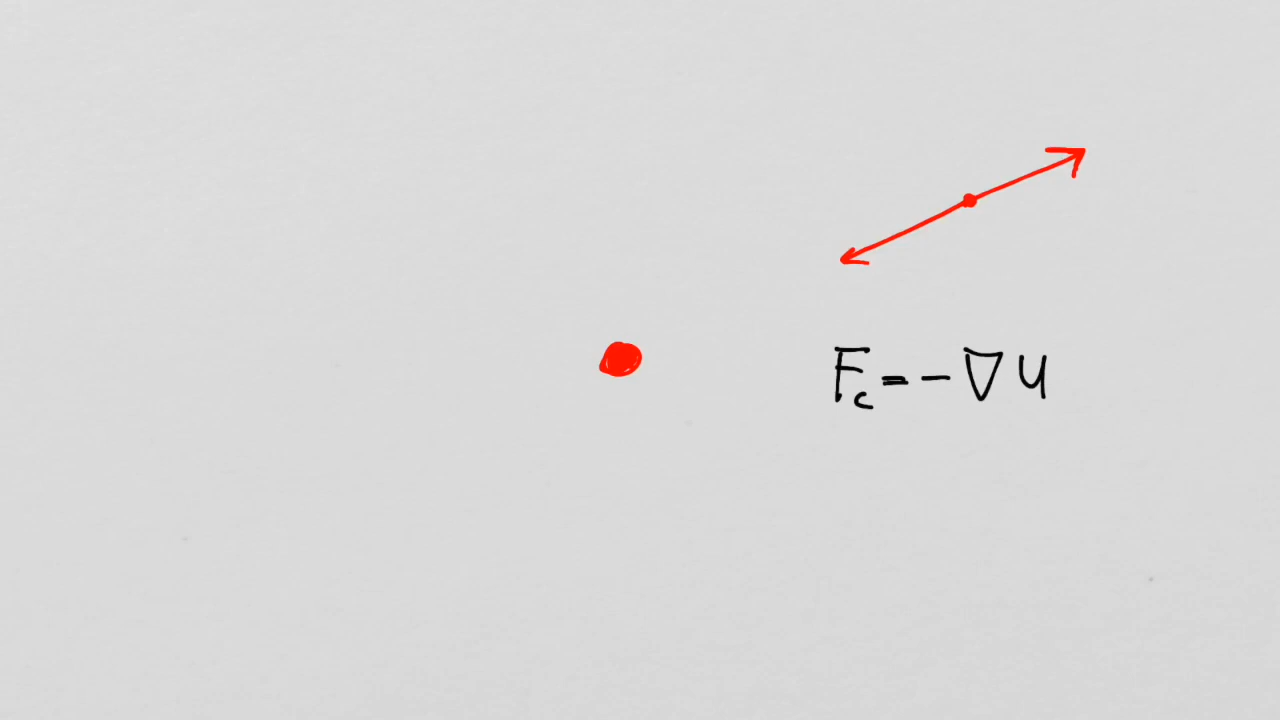 F_c = - ∇U